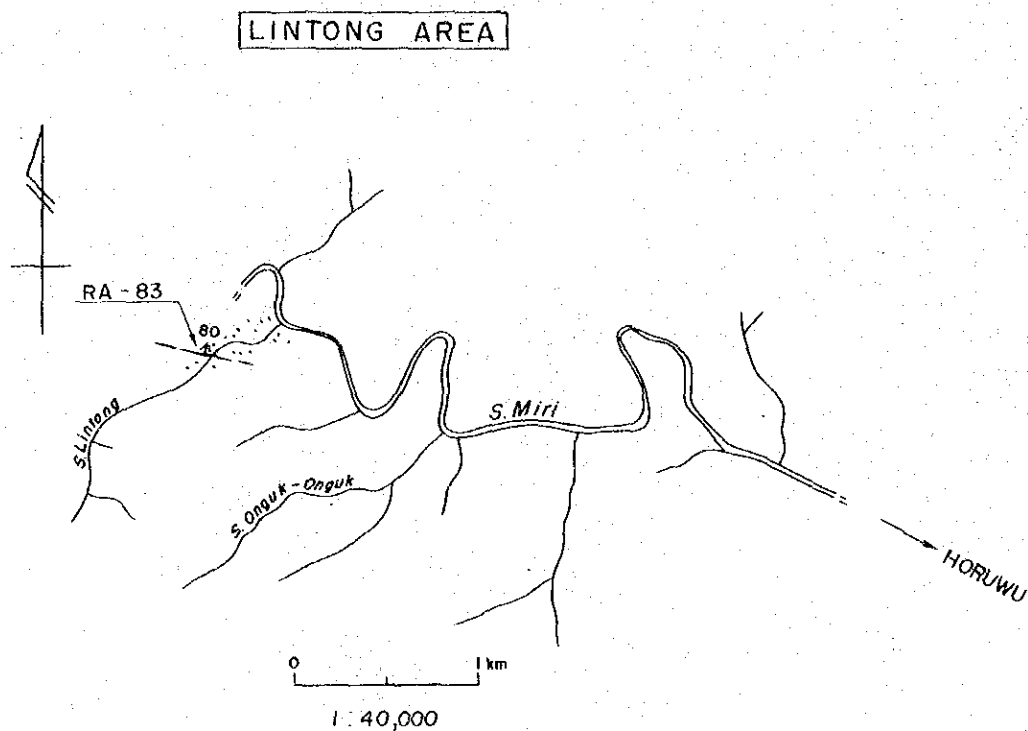 LINTONG AREA
RA - 83
80
S. Lintong
S. Miri
S. Onguk - Onguk
HORUWU
0 1 km
1 : 40,000